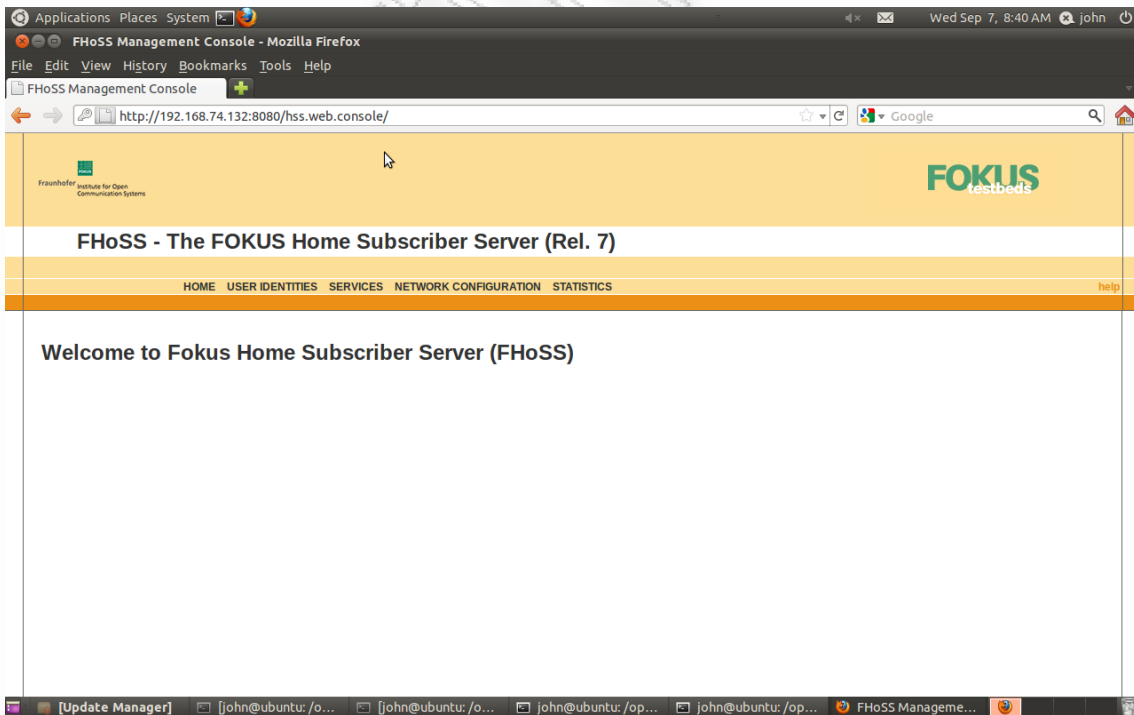 Applications Places System Wed Sep 7, 8:40 AM john
FHoSS Management Console - Mozilla Firefox
File Edit View History Bookmarks Tools Help
FHoSS Management Console
http://192.168.74.132:8080/hss.web.console/ Google
FOKUS
Fraunhofer Institute for Open
Communication Systems
FOKUS
testbeds
FHoSS - The FOKUS Home Subscriber Server (Rel. 7)
HOME USER IDENTITIES SERVICES NETWORK CONFIGURATION STATISTICS help
Welcome to Fokus Home Subscriber Server (FHoSS)
[Update Manager] [john@ubuntu: /o... [john@ubuntu: /o... john@ubuntu: /op... john@ubuntu: /op... FHoSS Manageme...